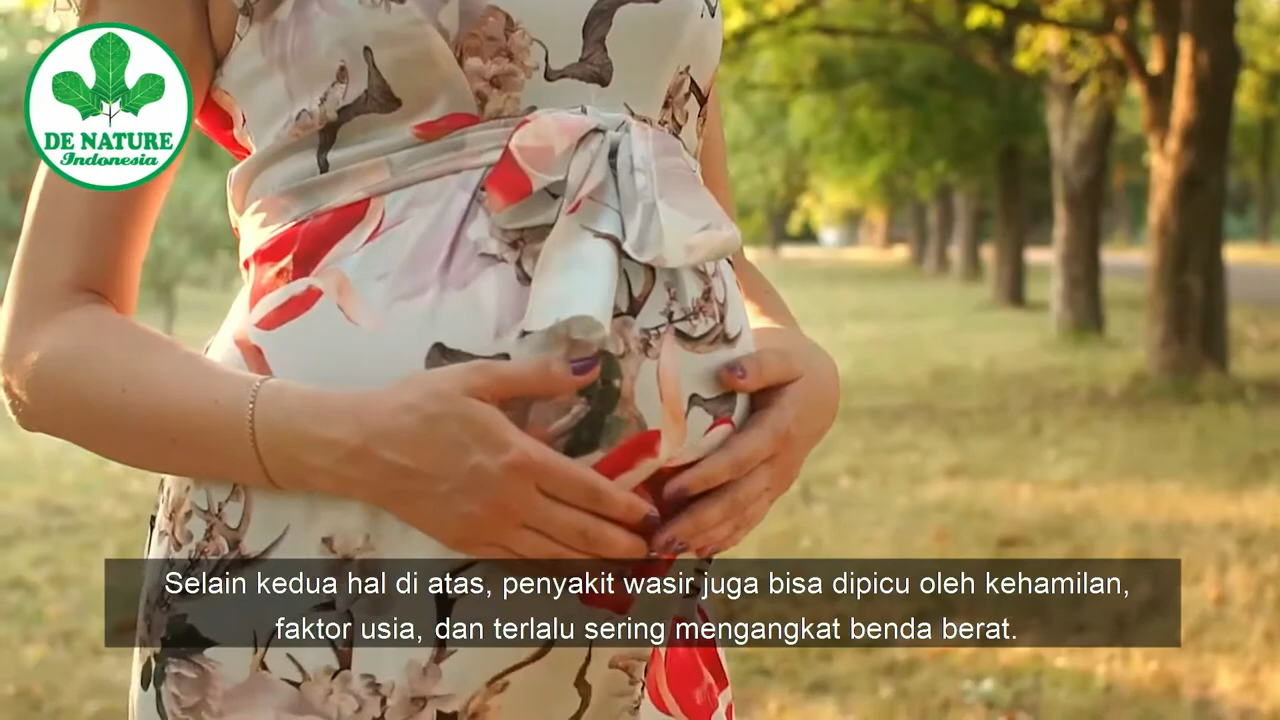 DE NATURE
Indonesia
Selain kedua hal di atas, penyakit wasir juga bisa dipicu oleh kehamilan,
faktor usia, dan terlalu sering mengangkat benda berat.